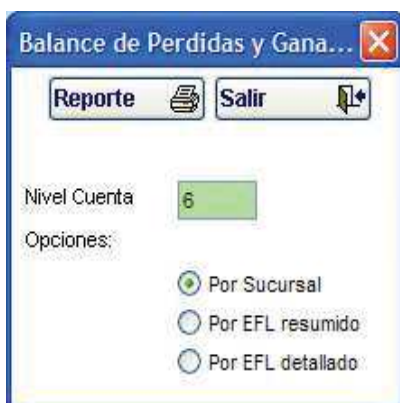 Balance de Perdidas y Gana...
Reporte Salir
Nivel Cuenta 6
Opciones:
Por Sucursal
Por EFL resumido
Por EFL detallado